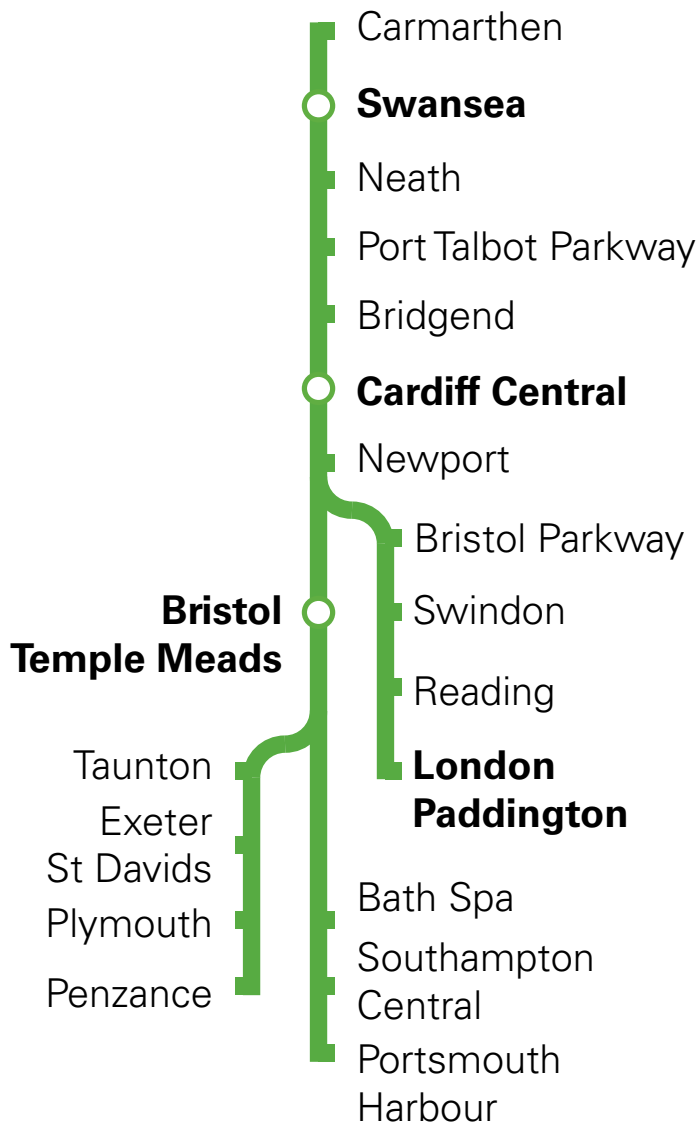 Carmarthen
Swansea
Neath
Port Talbot Parkway
Bridgend
Cardiff Central
Newport
Bristol Parkway
Bristol
Temple Meads
Swindon
Reading
London
Paddington
Taunton
Exeter
St Davids
Plymouth
Penzance
Bath Spa
Southampton
Central
Portsmouth
Harbour